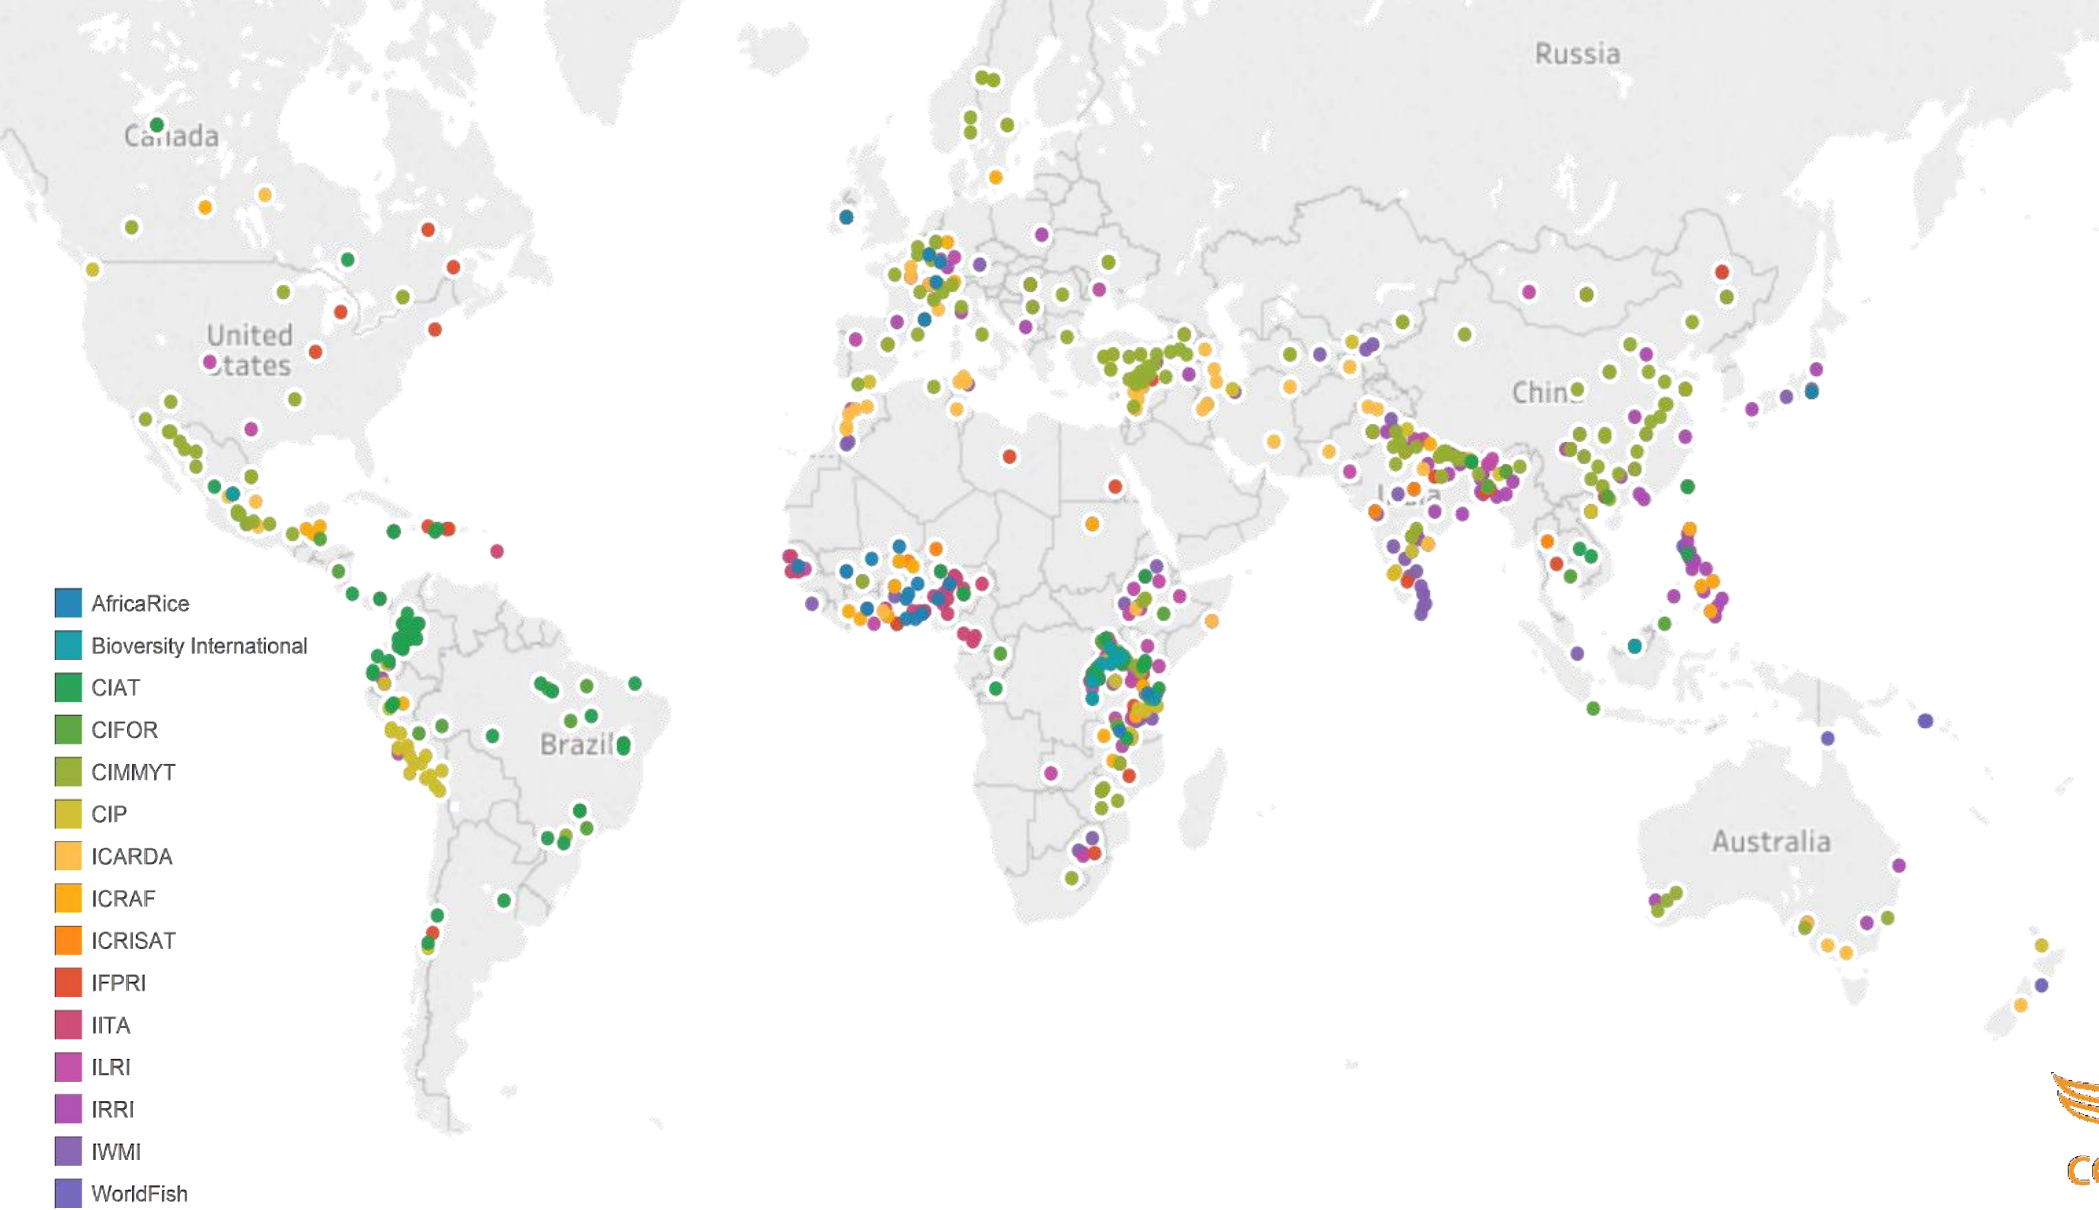 Russia
Canada
United
States
China
India
Brazil
Australia
AfricaRice
Bioversity International
CIAT
CIFOR
CIMMYT
CIP
ICARDA
ICRAF
ICRISAT
IFPRI
IITA
ILRI
IRRI
IWMI
WorldFish